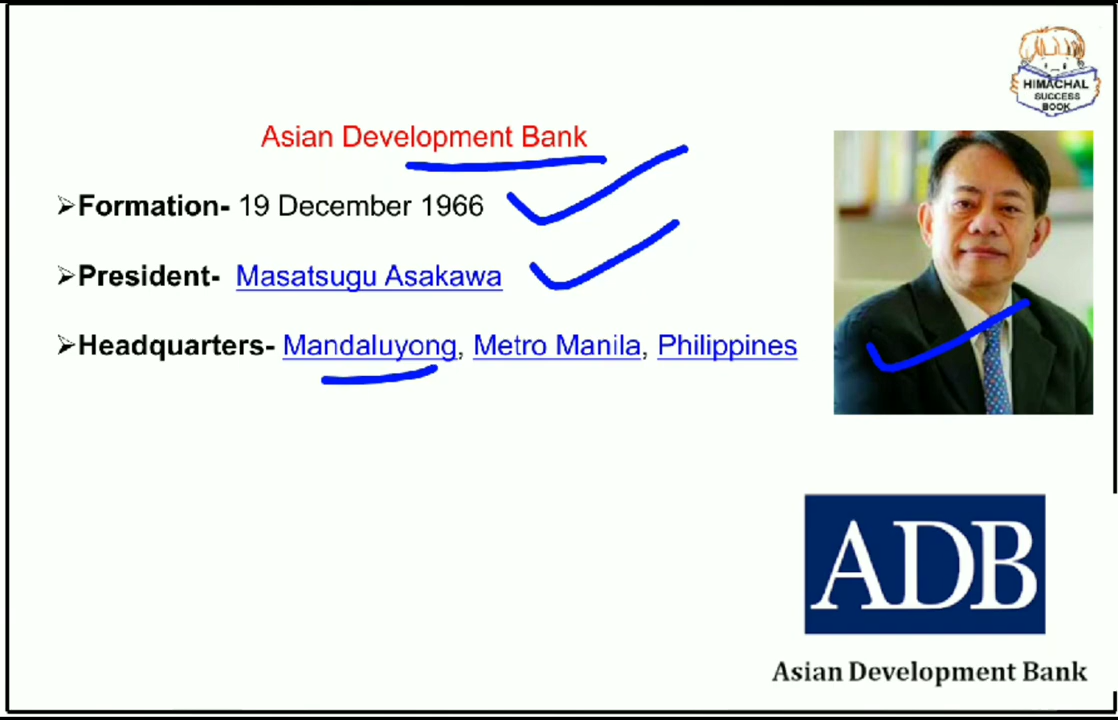 HIMACHAL
SUCCESS
BOOK
Asian Development Bank
➢Formation- 19 December 1966
➢President- Masatsugu Asakawa
➢Headquarters- Mandaluyong, Metro Manila, Philippines
ADB
Asian Development Bank